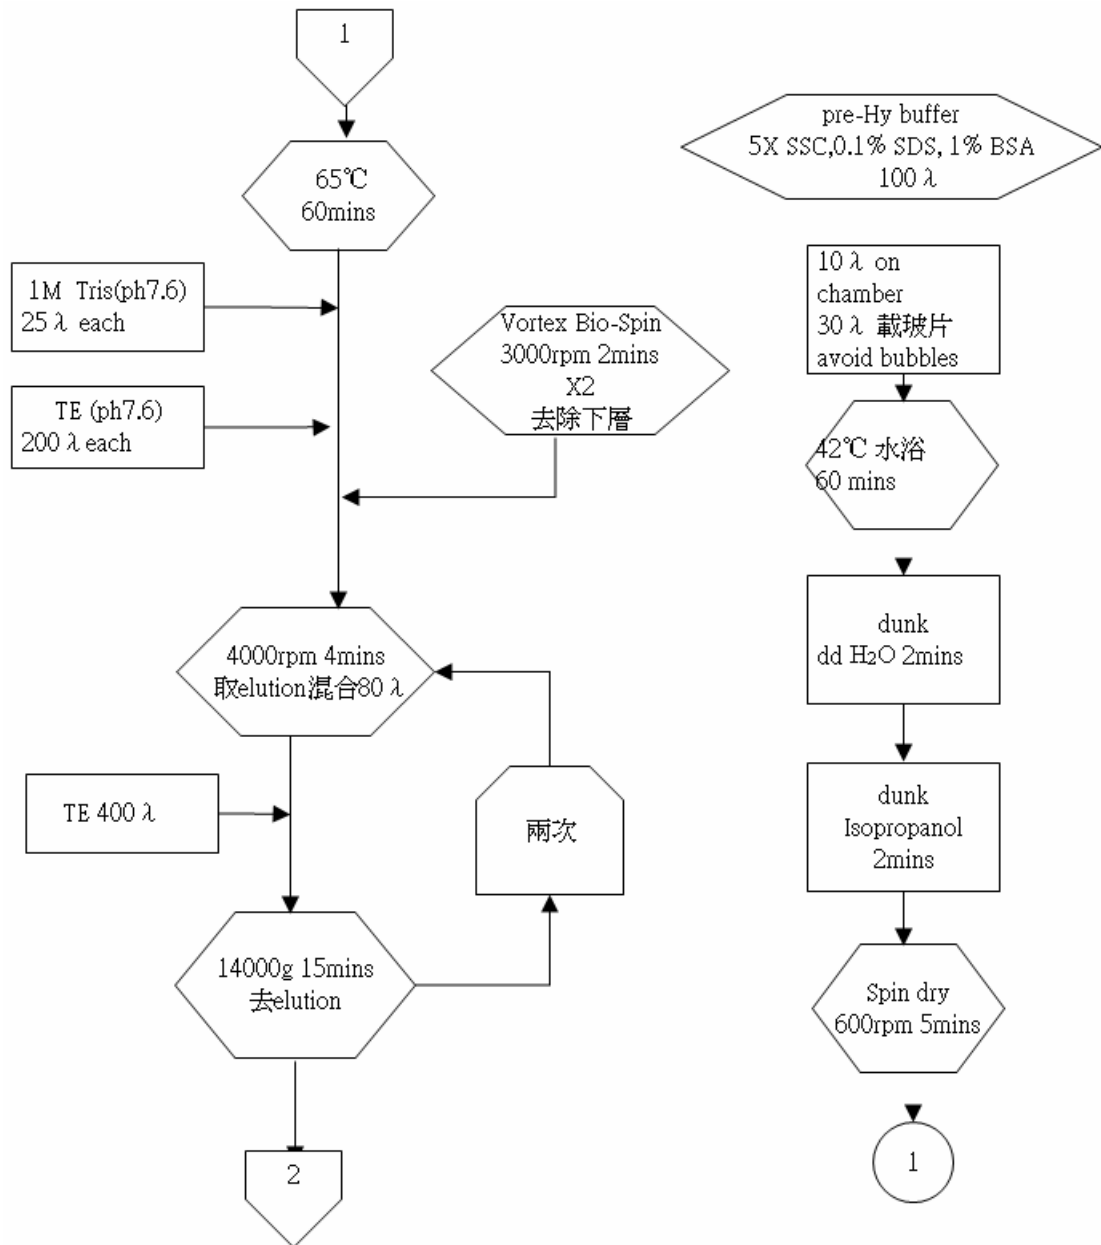 1
65℃
60mins
1M Tris(ph7.6)
25 λ each
TE (ph7.6)
200 λ each
Vortex Bio-Spin
3000rpm 2mins
X2
去除下層
4000rpm 4mins
取elution混合80 λ
TE 400 λ
兩次
14000g 15mins
去elution
2
pre-Hy buffer
5X SSC,0.1% SDS, 1% BSA
100 λ
10 λ on
chamber
30 λ 載玻片
avoid bubbles
42℃ 水浴
60 mins
dunk
dd H₂O 2mins
dunk
Isopropanol
2mins
Spin dry
600rpm 5mins
1